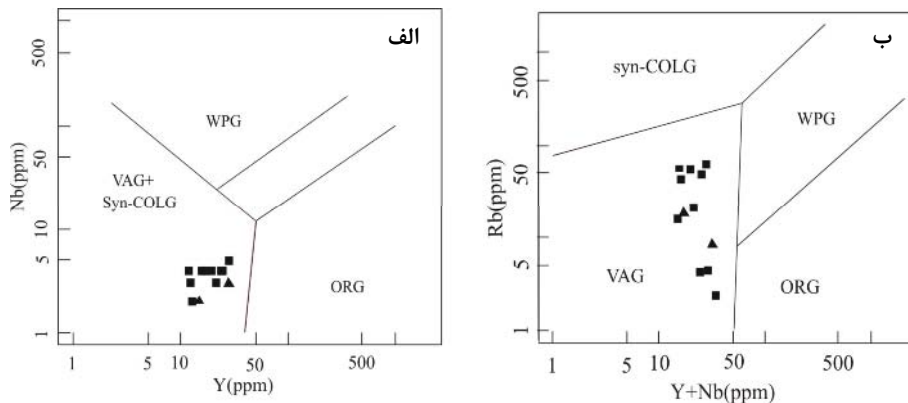 الف
500
50
10
5
1
Nb(ppm)
WPG
VAG+
Syn-COLG
ORG
1
5
10
50
500
Y(ppm)
ب
500
50
5
1
Rb(ppm)
syn-COLG
WPG
VAG
ORG
1
5
10
50
500
Y+Nb(ppm)